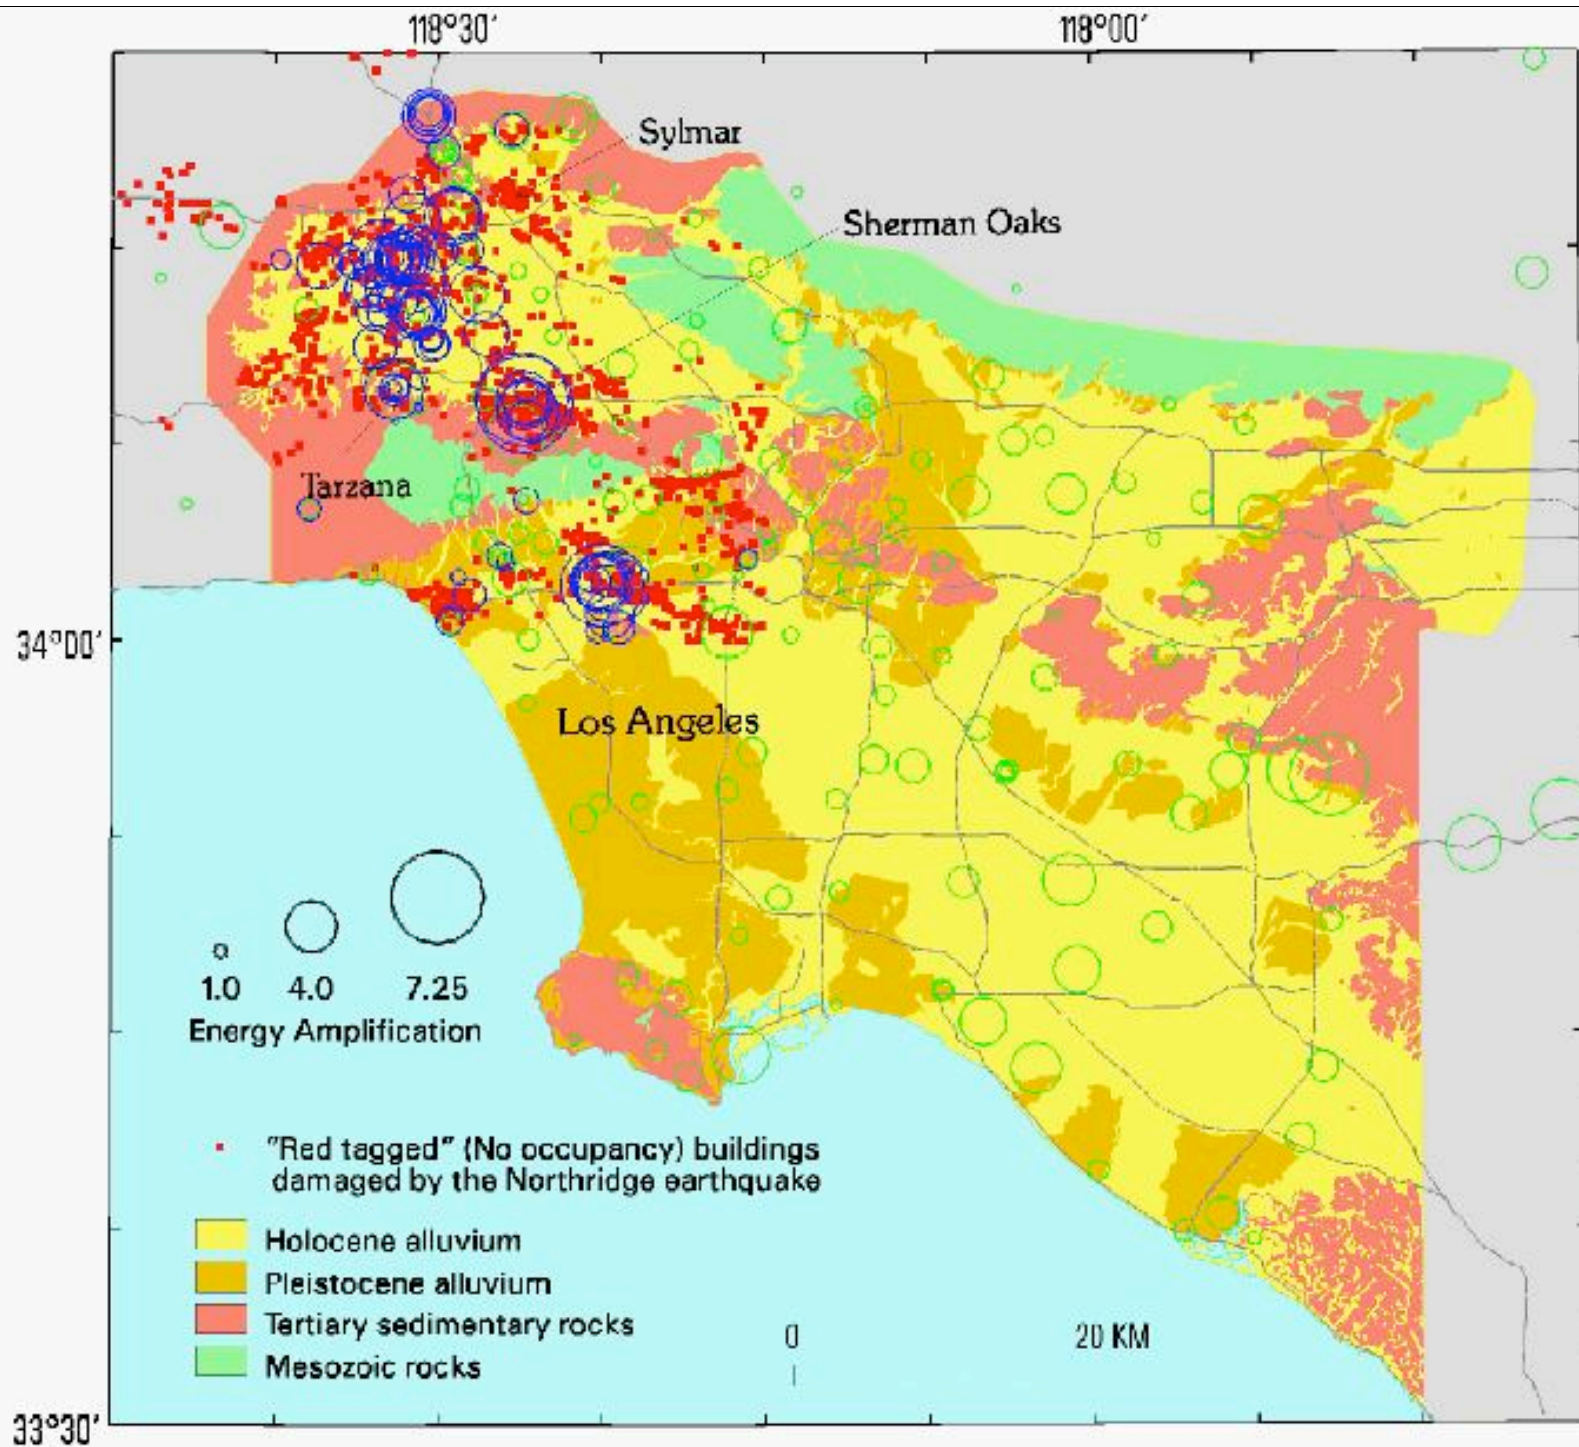 118°30′ 118°00′
Sylmar
Sherman Oaks
Tarzana
34°00′
Los Angeles
1.0 4.0 7.25
Energy Amplification
"Red tagged" (No occupancy) buildings
damaged by the Northridge earthquake
Holocene alluvium
Pleistocene alluvium
Tertiary sedimentary rocks
0 20 KM
Mesozoic rocks
33°30′